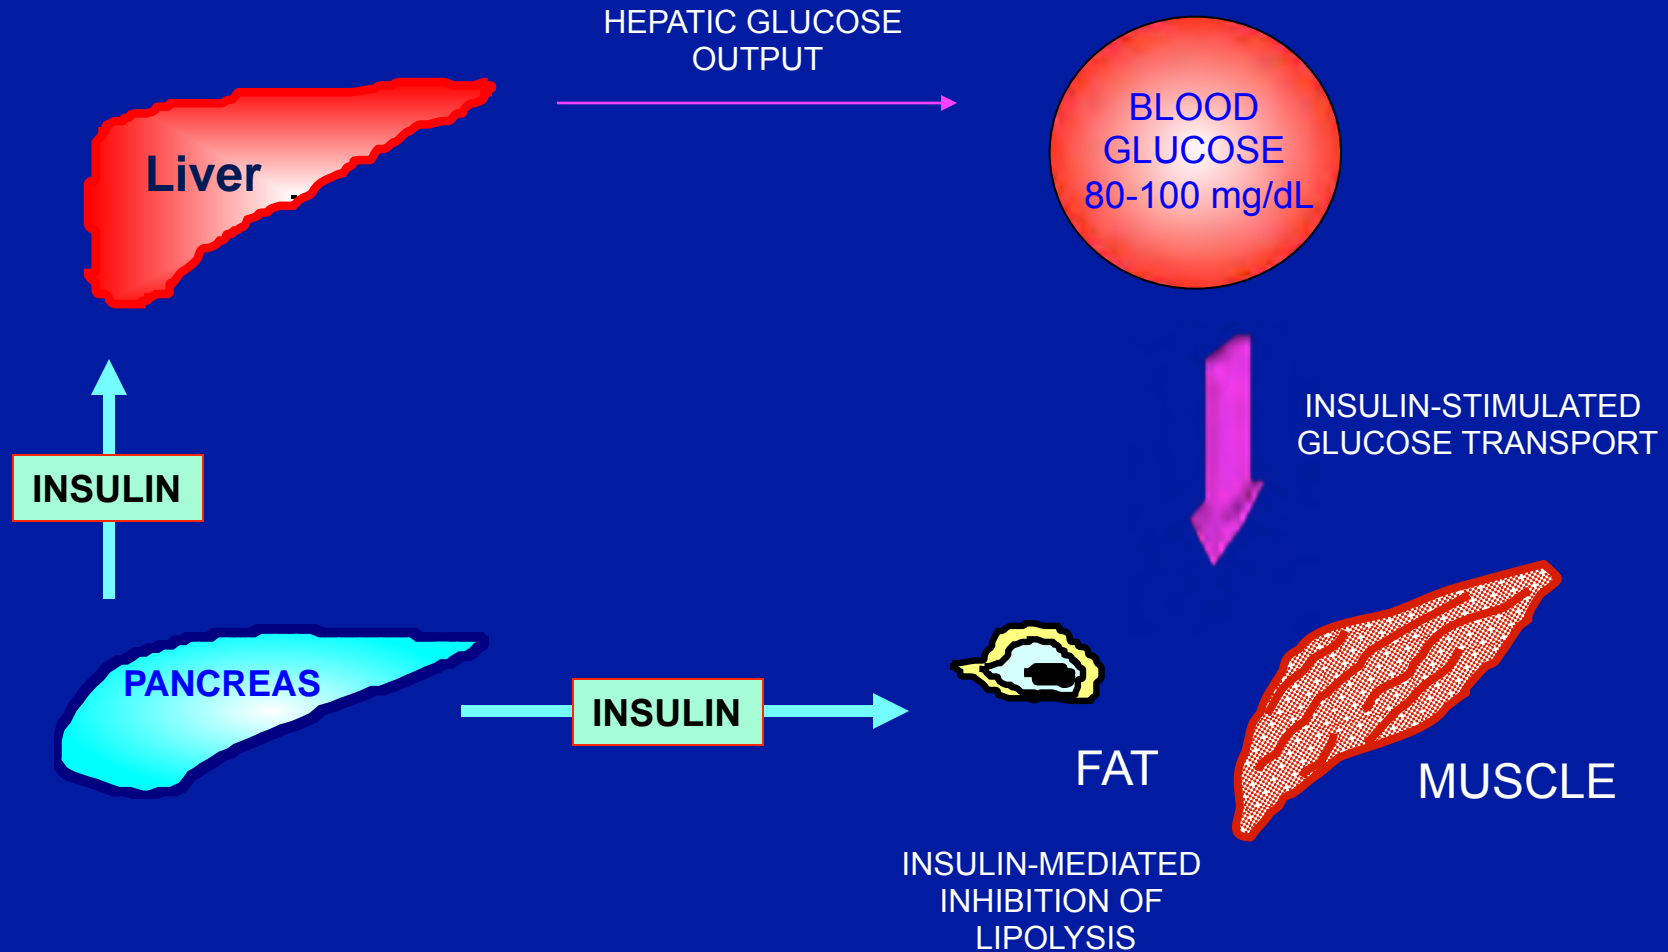 HEPATIC GLUCOSE
OUTPUT
BLOOD
GLUCOSE
80-100 mg/dL
Liver
INSULIN-STIMULATED
GLUCOSE TRANSPORT
INSULIN
PANCREAS
INSULIN
FAT
MUSCLE
INSULIN-MEDIATED
INHIBITION OF
LIPOLYSIS